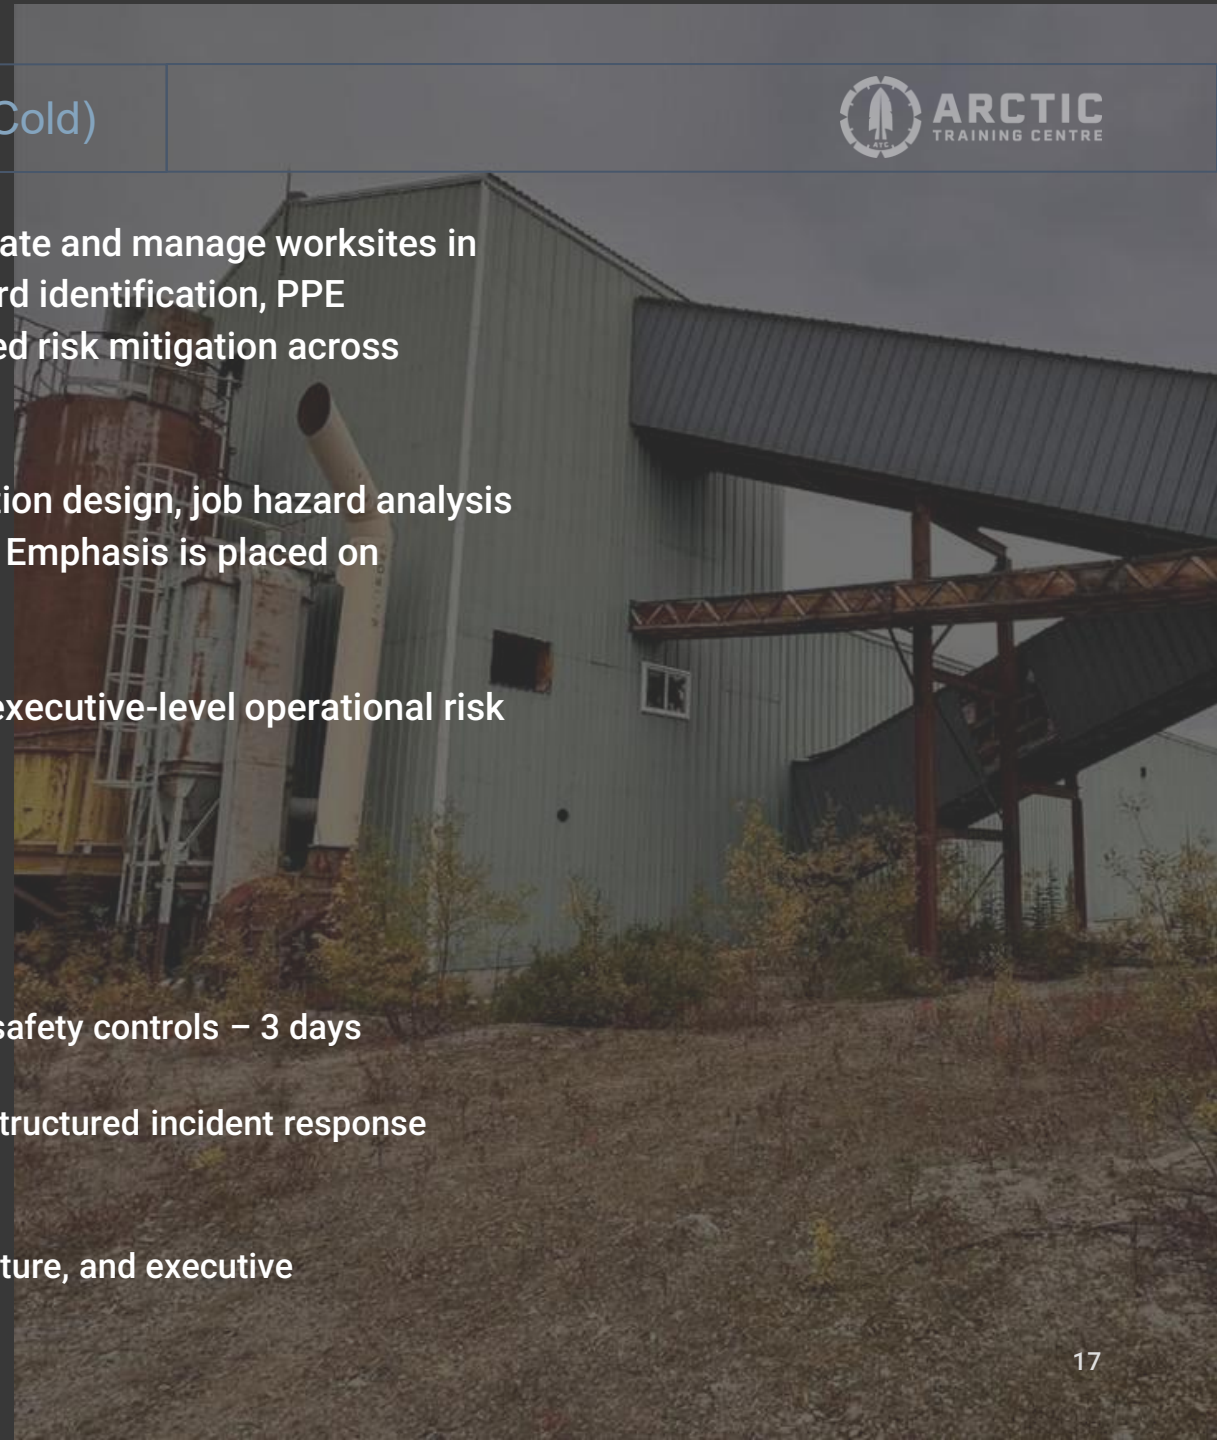 Cold)
ARCTIC
TRAINING CENTRE
ATC
ate and manage worksites in
rd identification, PPE
ed risk mitigation across
tion design, job hazard analysis
Emphasis is placed on
executive-level operational risk
safety controls – 3 days
tructured incident response
ture, and executive
17